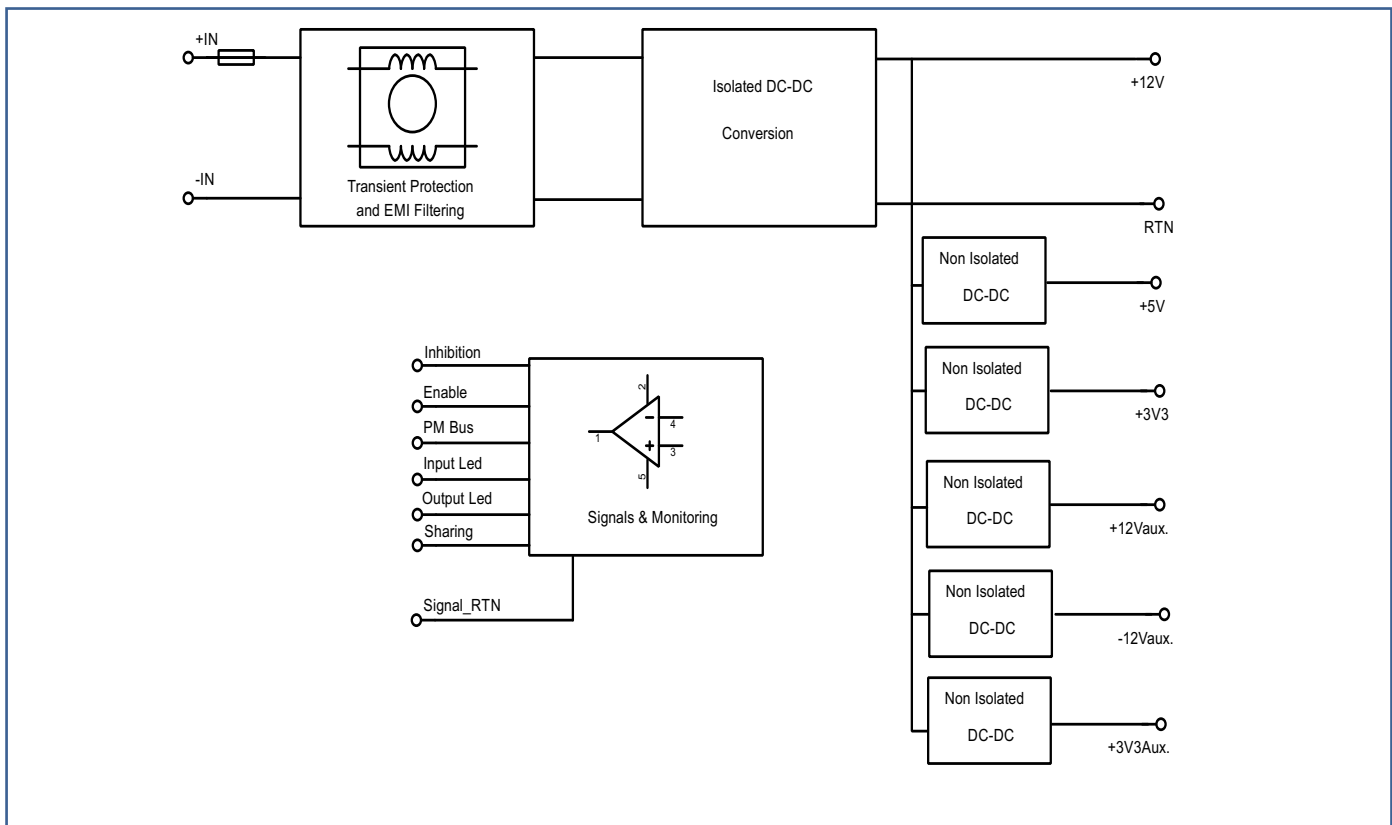 +IN
-IN
Transient Protection
and EMI Filtering
Isolated DC-DC
Conversion
+12V
RTN
Non Isolated
DC-DC
+5V
Non Isolated
DC-DC
+3V3
Non Isolated
DC-DC
+12Vaux.
Non Isolated
DC-DC
-12Vaux.
Non Isolated
DC-DC
+3V3Aux.
Inhibition
Enable
PM Bus
Input Led
Output Led
Sharing
Signal_RTN
2
4
1
3
5
Signals & Monitoring